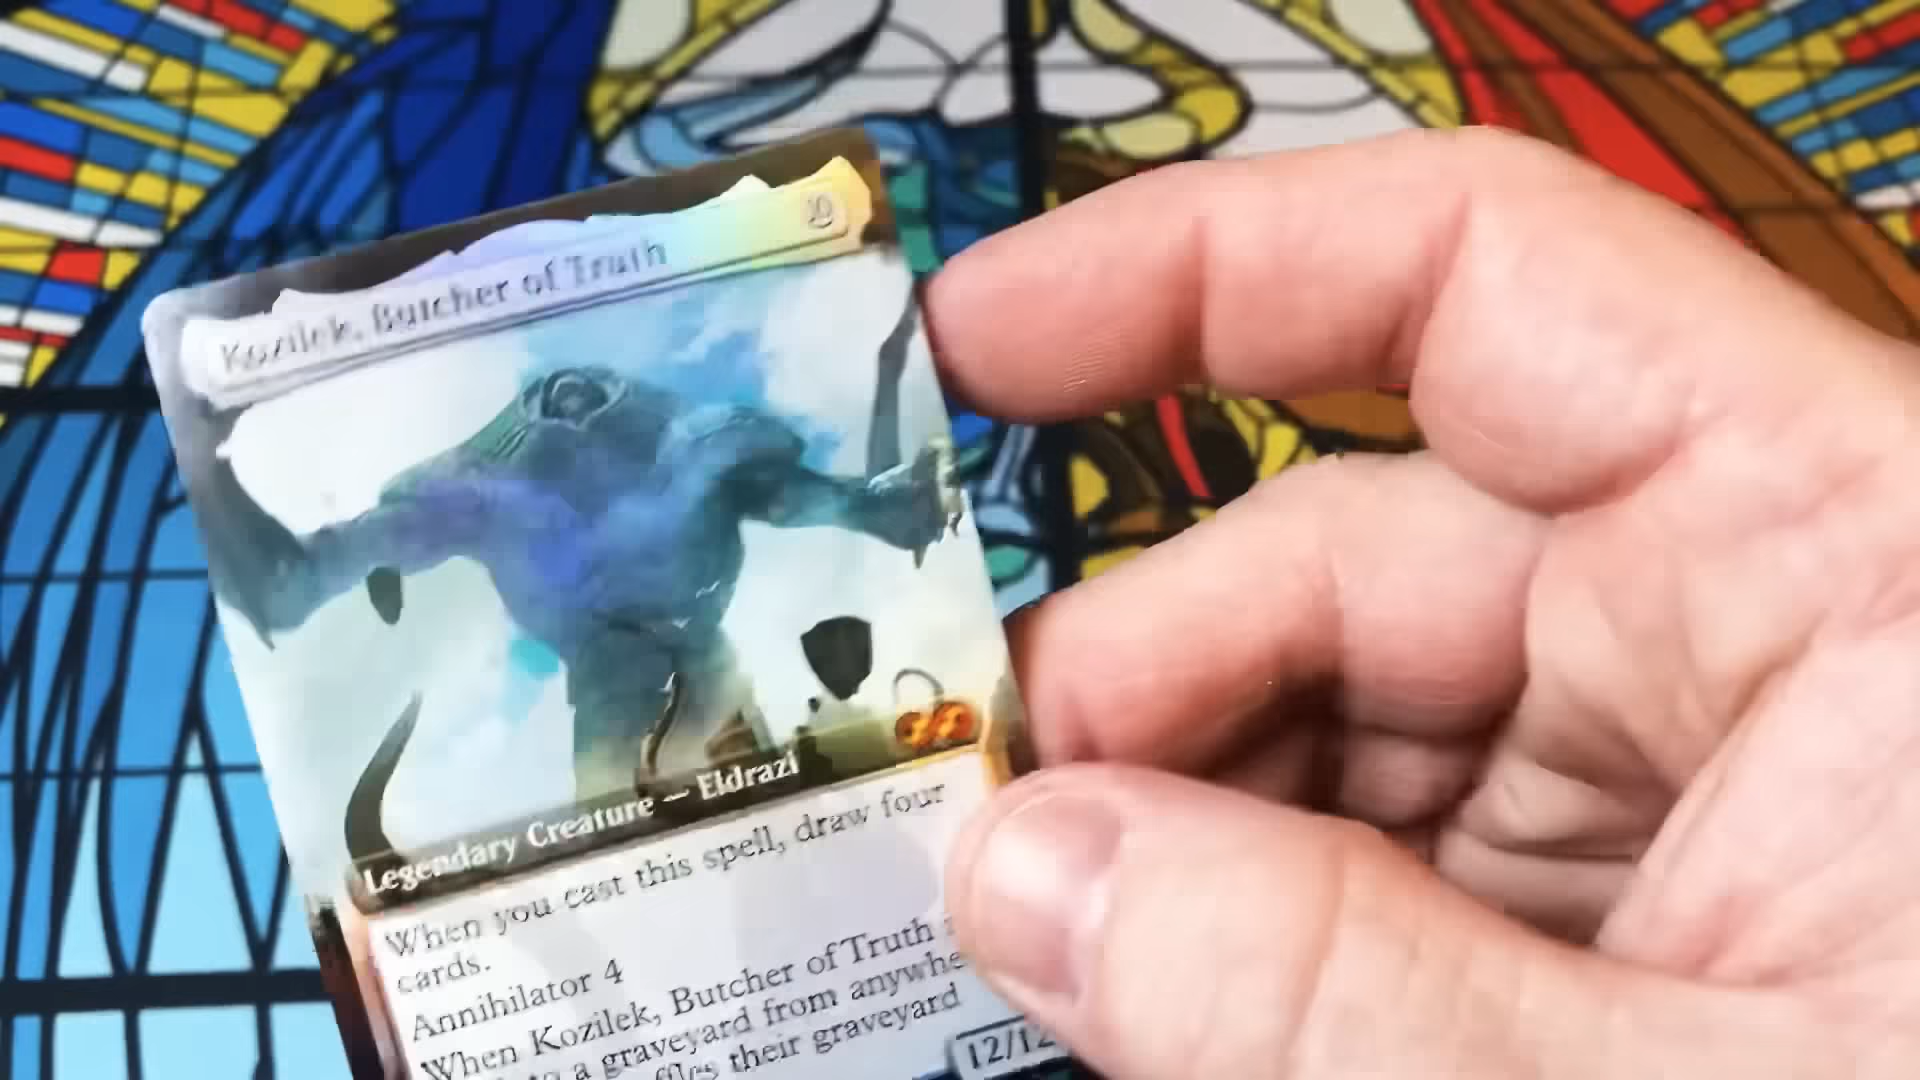 Kozilek, Butcher of Truth 10
Legendary Creature — Eldrazi
When you cast this spell, draw four
cards.
Annihilator 4
When Kozilek, Butcher of Truth
a graveyard from anywhe
their graveyard
12/12